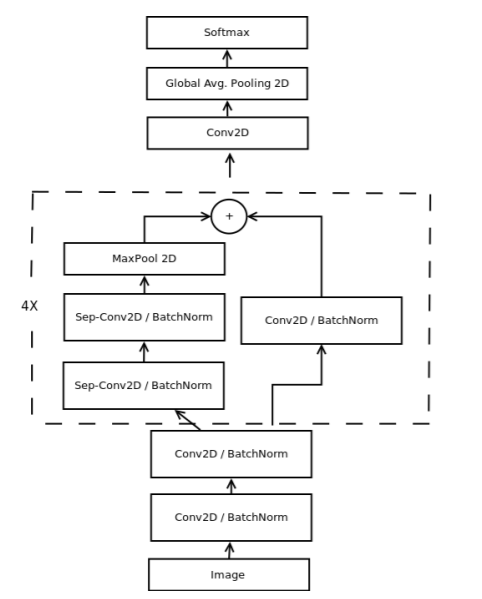 Softmax
Global Avg. Pooling 2D
Conv2D
+
MaxPool 2D
4X
Sep-Conv2D / BatchNorm
Conv2D / BatchNorm
Sep-Conv2D / BatchNorm
Conv2D / BatchNorm
Conv2D / BatchNorm
Image